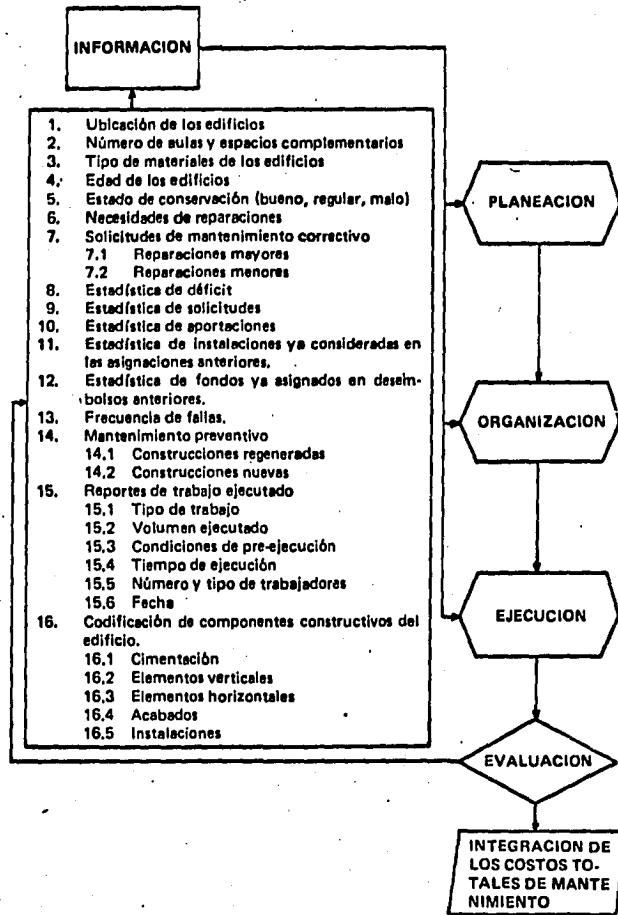 INFORMACION
1. Ubicación de los edificios
2. Número de aulas y espacios complementarios
3. Tipo de materiales de los edificios
4. Edad de los edificios
5. Estado de conservación (bueno, regular, malo)
6. Necesidades de reparaciones
7. Solicitudes de mantenimiento correctivo
7.1 Reparaciones mayores
7.2 Reparaciones menores
8. Estadística de déficit
9. Estadística de solicitudes
10. Estadística de aportaciones
11. Estadística de instalaciones ya consideradas en
las asignaciones anteriores.
12. Estadística de fondos ya asignados en desem-
bolsos anteriores.
13. Frecuencia de fallas.
14. Mantenimiento preventivo
14.1 Construcciones regeneradas
14.2 Construcciones nuevas
15. Reportes de trabajo ejecutado
15.1 Tipo de trabajo
15.2 Volumen ejecutado
15.3 Condiciones de pre-ejecución
15.4 Tiempo de ejecución
15.5 Número y tipo de trabajadores
15.6 Fecha
16. Codificación de componentes constructivos del
edificio.
16.1 Cimentación
16.2 Elementos verticales
16.3 Elementos horizontales
16.4 Acabados
16.5 Instalaciones
PLANEACION
ORGANIZACION
EJECUCION
EVALUACION
INTEGRACION DE
LOS COSTOS TO-
TALES DE MANTE
NIMIENTO